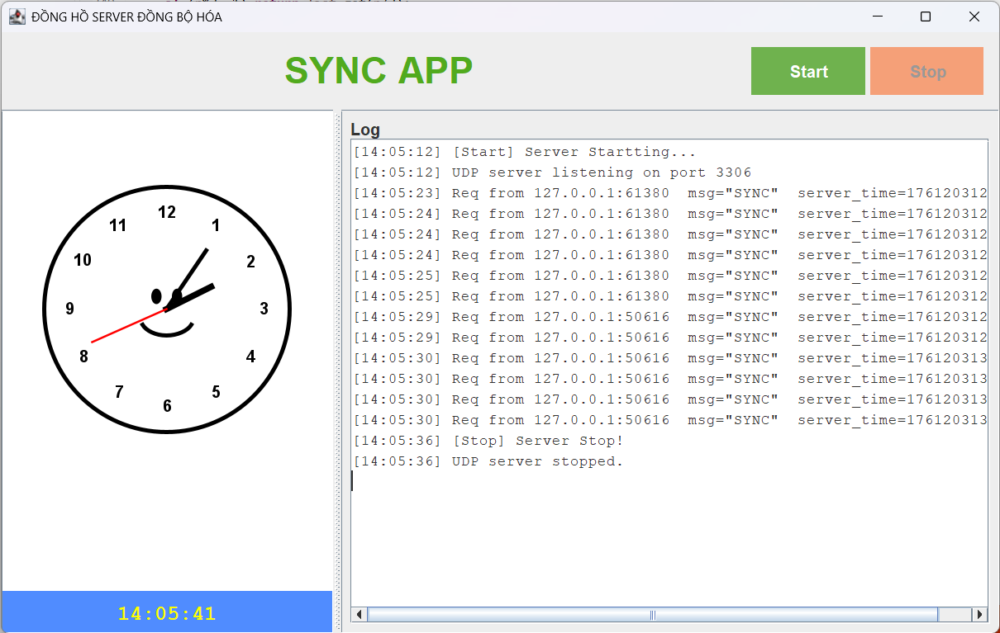 ĐỒNG HỒ SERVER ĐỒNG BỘ HÓA
SYNC APP
Start
Stop
12
11
1
10
2
9
3
8
4
7
5
6
14:05:41
Log
[14:05:12] [Start] Server Startting...
[14:05:12] UDP server listening on port 3306
[14:05:23] Req from 127.0.0.1:61380 msg="SYNC" server_time=176120312
[14:05:24] Req from 127.0.0.1:61380 msg="SYNC" server_time=176120312
[14:05:24] Req from 127.0.0.1:61380 msg="SYNC" server_time=176120312
[14:05:24] Req from 127.0.0.1:61380 msg="SYNC" server_time=176120312
[14:05:25] Req from 127.0.0.1:61380 msg="SYNC" server_time=176120312
[14:05:25] Req from 127.0.0.1:61380 msg="SYNC" server_time=176120312
[14:05:29] Req from 127.0.0.1:50616 msg="SYNC" server_time=176120312
[14:05:29] Req from 127.0.0.1:50616 msg="SYNC" server_time=176120312
[14:05:30] Req from 127.0.0.1:50616 msg="SYNC" server_time=176120313
[14:05:30] Req from 127.0.0.1:50616 msg="SYNC" server_time=176120313
[14:05:30] Req from 127.0.0.1:50616 msg="SYNC" server_time=176120313
[14:05:30] Req from 127.0.0.1:50616 msg="SYNC" server_time=176120313
[14:05:36] [Stop] Server Stop!
[14:05:36] UDP server stopped.